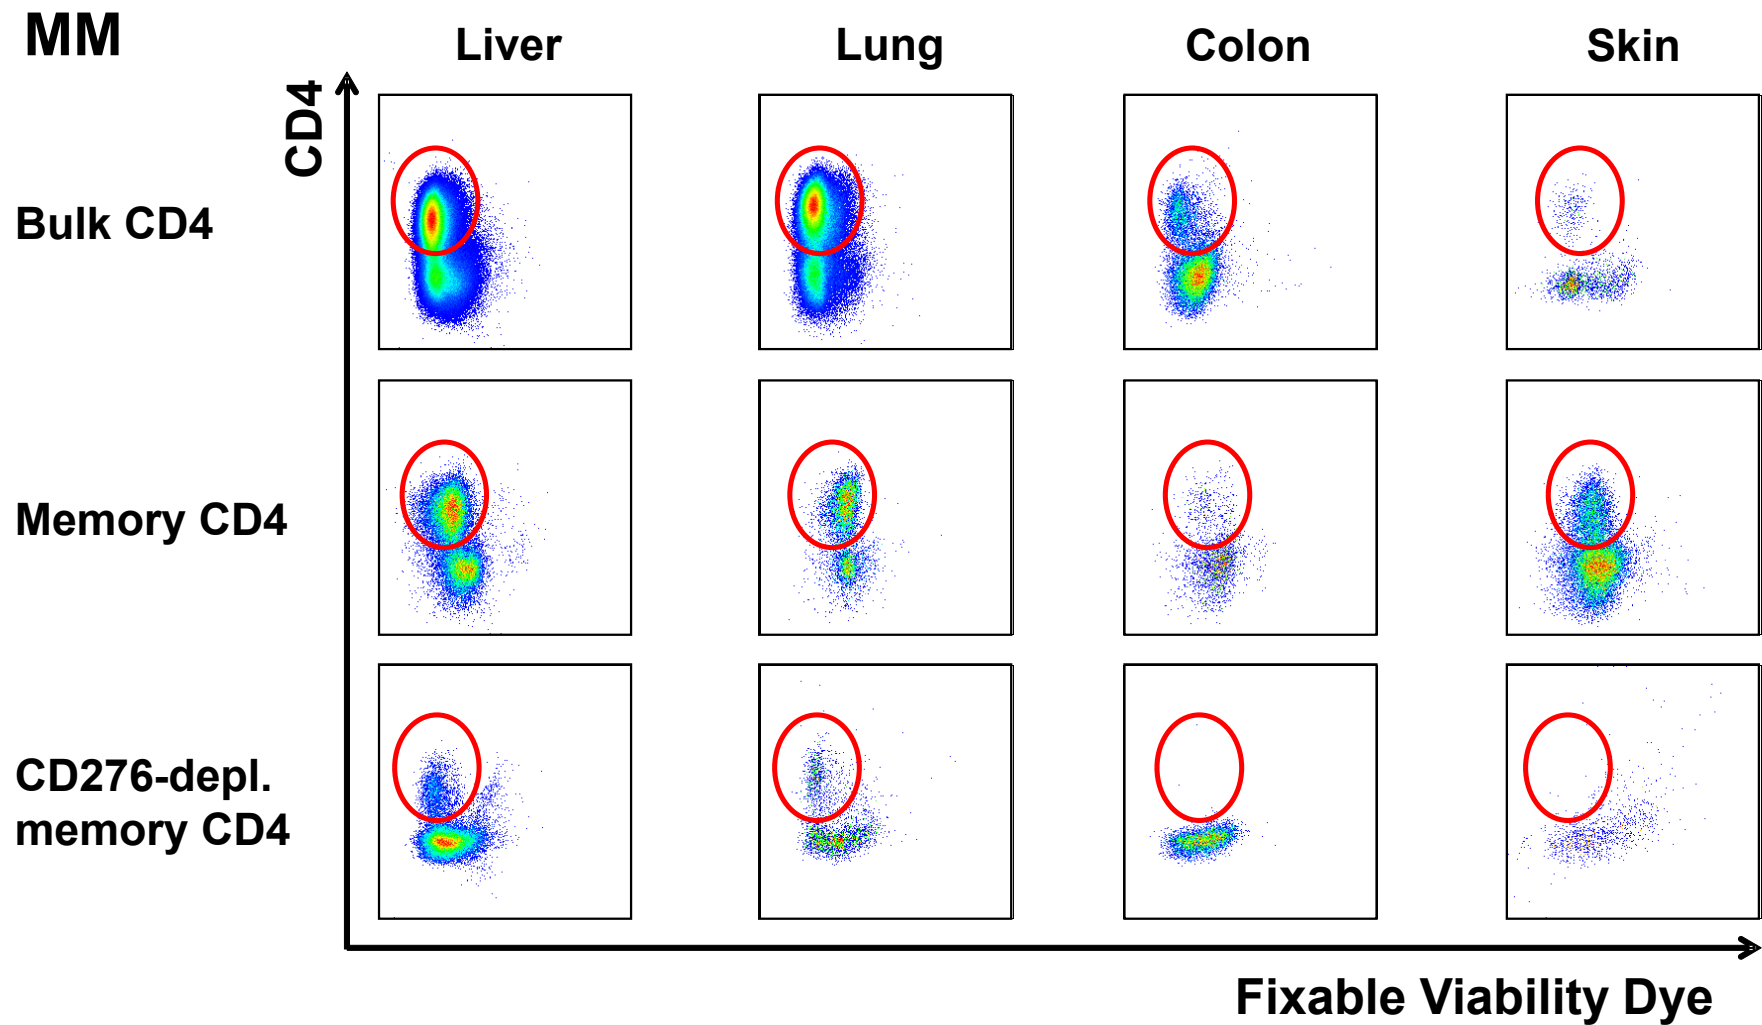 MM
Liver
Lung
Colon
Skin
CD4
Bulk CD4
Memory CD4
CD276-depl.
memory CD4
Fixable Viability Dye